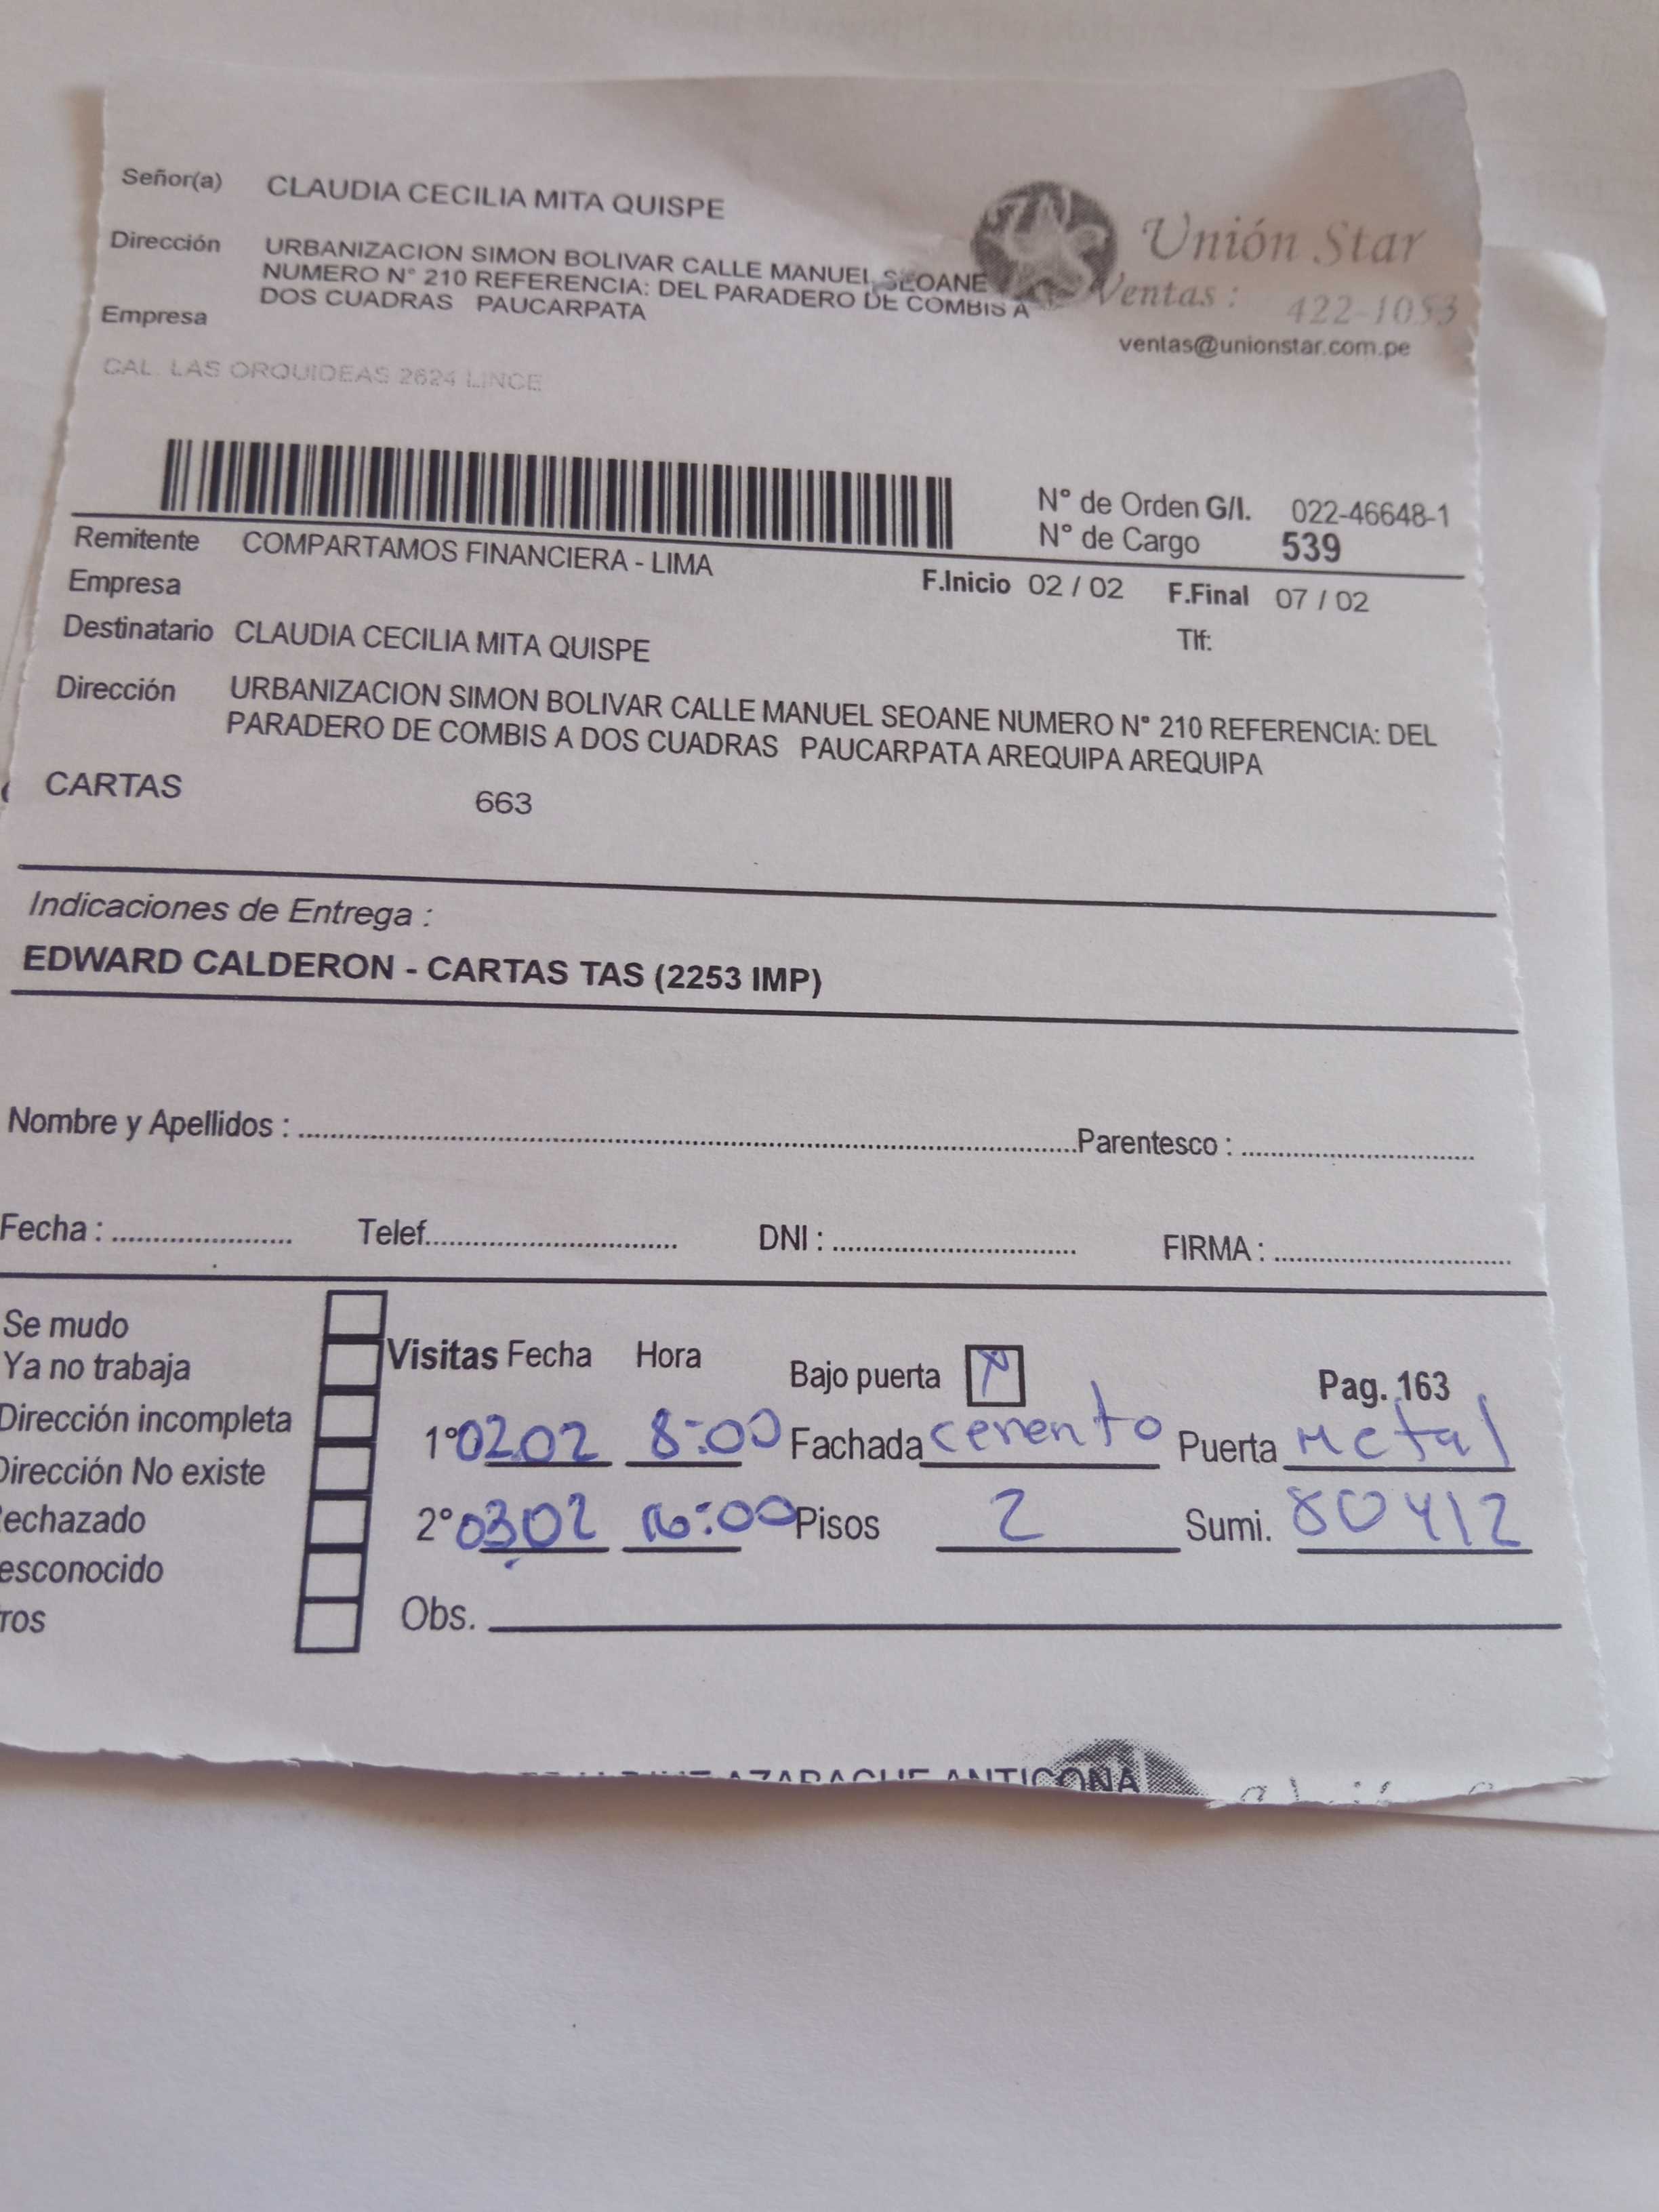 Señor(a) CLAUDIA CECILIA MITA QUISPE
Unión Star
Dirección URBANIZACION SIMON BOLIVAR CALLE MANUEL SEOANE
NUMERO N° 210 REFERENCIA: DEL PARADERO DE COMBIS A
DOS CUADRAS PAUCARPATA
Ventas : 422-1053
Empresa
ventas@unionstar.com.pe
CAL. LAS ORQUIDEAS 2624 LINCE
N° de Orden G/I. 022-46648-1
N° de Cargo 539
Remitente COMPARTAMOS FINANCIERA - LIMA
Empresa F.Inicio 02 / 02 F.Final 07 / 02
Destinatario CLAUDIA CECILIA MITA QUISPE Tlf:
Dirección URBANIZACION SIMON BOLIVAR CALLE MANUEL SEOANE NUMERO N° 210 REFERENCIA: DEL
PARADERO DE COMBIS A DOS CUADRAS PAUCARPATA AREQUIPA AREQUIPA
CARTAS 663
Indicaciones de Entrega :
EDWARD CALDERON - CARTAS TAS (2253 IMP)
Nombre y Apellidos : Parentesco :
Fecha : Telef. DNI : FIRMA :
Se mudo
Ya no trabaja
Dirección incompleta
Dirección No existe
echazado
esconocido
ros
Visitas Fecha Hora Bajo puerta X Pag. 163
1° 02.02 8:00 Fachada cemento Puerta Metal
2° 03.02 16:00 Pisos 2 Sumi. 80412
Obs.
AZABACHE ANTICONA